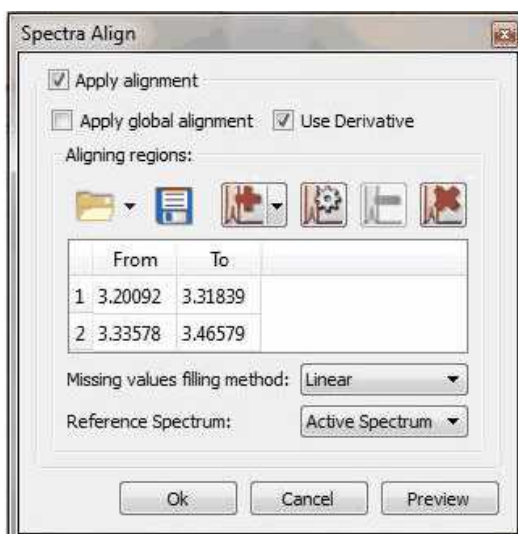 Spectra Align
Apply alignment
Apply global alignment Use Derivative
Aligning regions:
From To
1 3.20092 3.31839
2 3.33578 3.46579
Missing values filling method: Linear
Reference Spectrum: Active Spectrum
Ok Cancel Preview